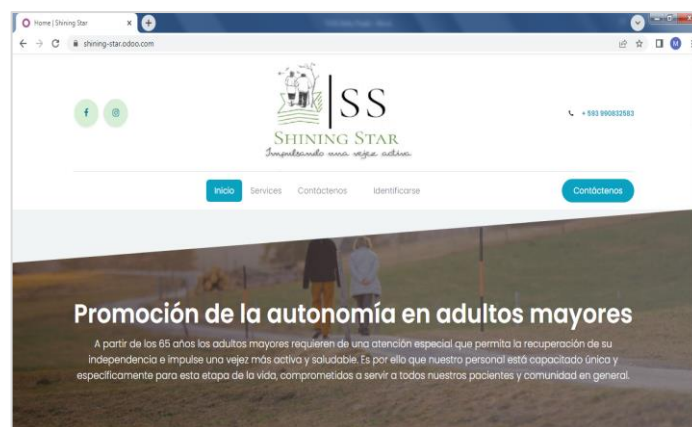 Home | Shining Star
shining-star.odoo.com
M
SS
SHINING STAR
Impulsando una vejez activa
+ 593 990832583
Inicio Services Contáctenos Identificarse
Contáctenos
Promoción de la autonomía en adultos mayores
A partir de los 65 años los adultos mayores requieren de una atención especial que permita la recuperación de su
independencia e impulse una vejez más activa y saludable. Es por ello que nuestro personal está capacitado única y
específicamente para esta etapa de la vida, comprometidos a servir a todos nuestros pacientes y comunidad en general.